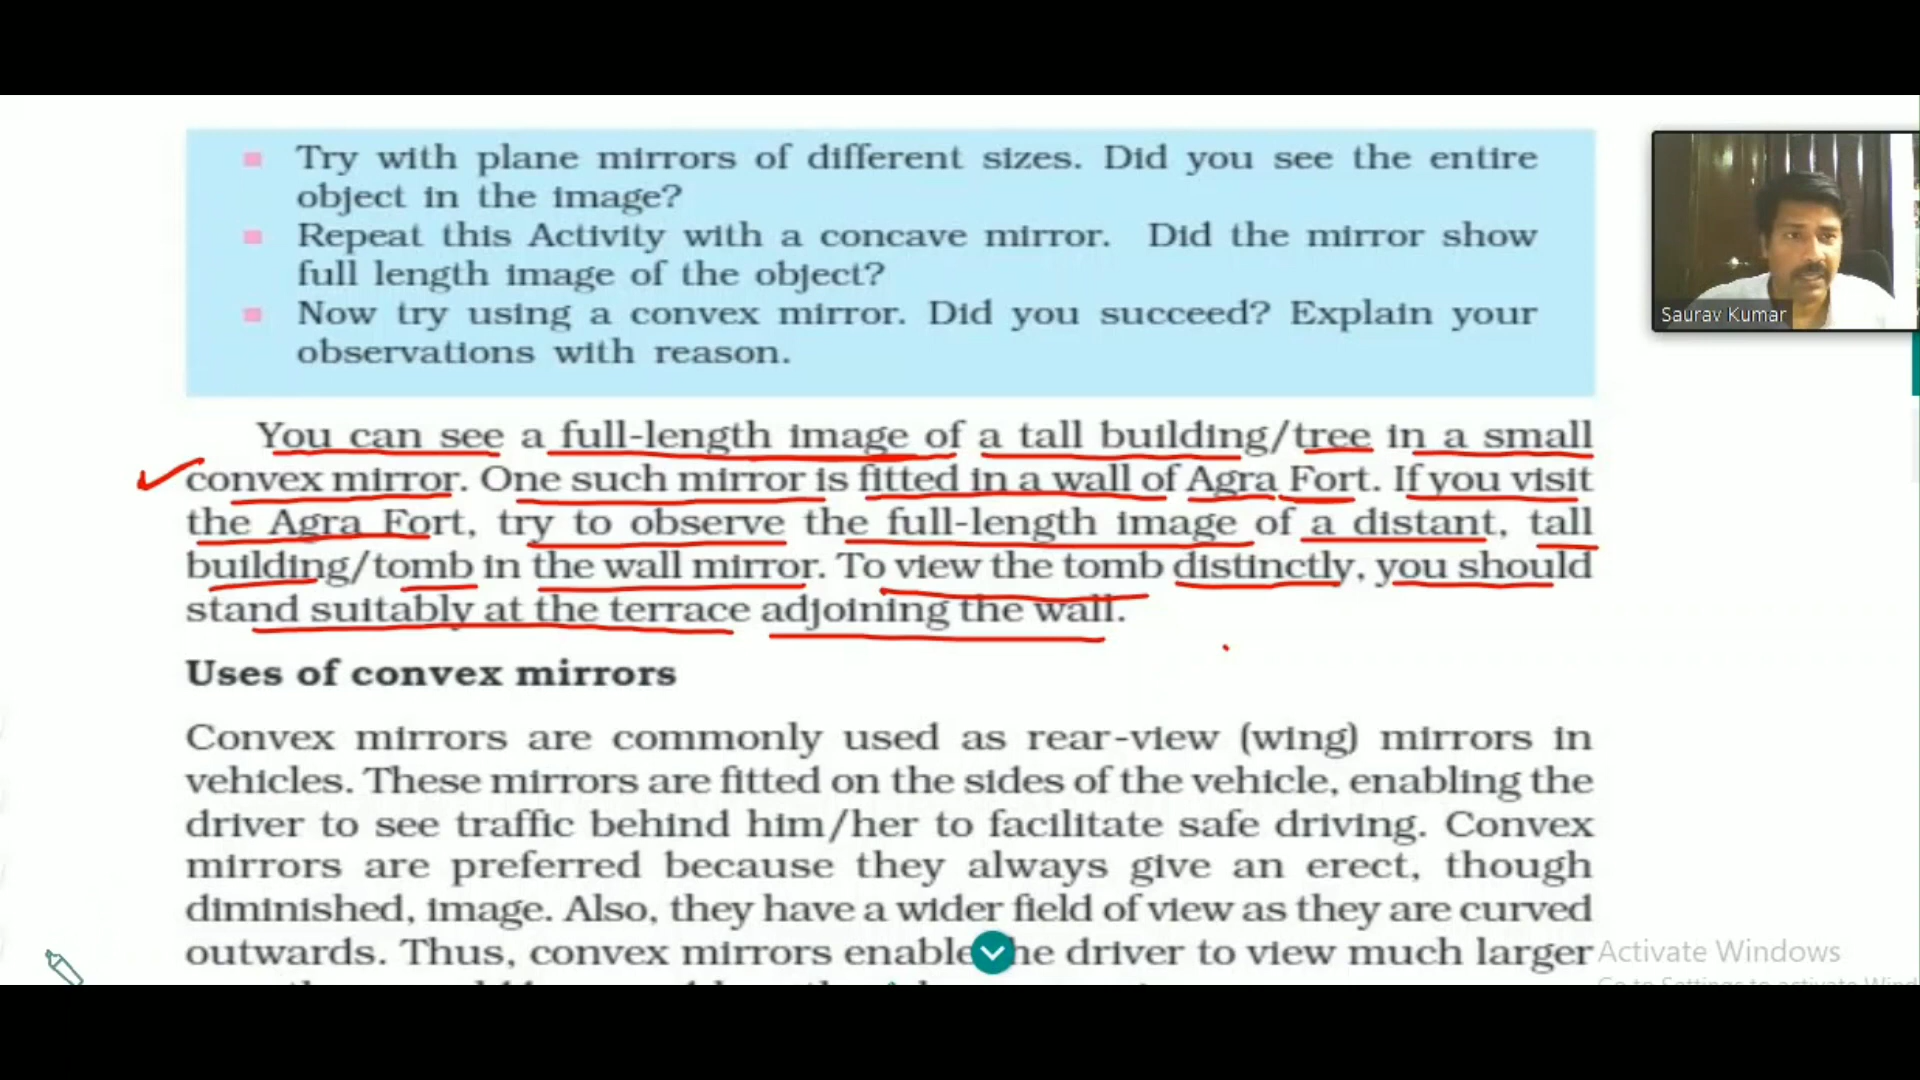 Try with plane mirrors of different sizes. Did you see the entire
object in the image?
Repeat this Activity with a concave mirror. Did the mirror show
full length image of the object?
Now try using a convex mirror. Did you succeed? Explain your
observations with reason.
Saurav Kumar
You can see a full-length image of a tall building/tree in a small
convex mirror. One such mirror is fitted in a wall of Agra Fort. If you visit
the Agra Fort, try to observe the full-length image of a distant, tall
building/tomb in the wall mirror. To view the tomb distinctly, you should
stand suitably at the terrace adjoining the wall.
Uses of convex mirrors
Convex mirrors are commonly used as rear-view (wing) mirrors in
vehicles. These mirrors are fitted on the sides of the vehicle, enabling the
driver to see traffic behind him/her to facilitate safe driving. Convex
mirrors are preferred because they always give an erect, though
diminished, image. Also, they have a wider field of view as they are curved
outwards. Thus, convex mirrors enable he driver to view much larger
Activate Windows